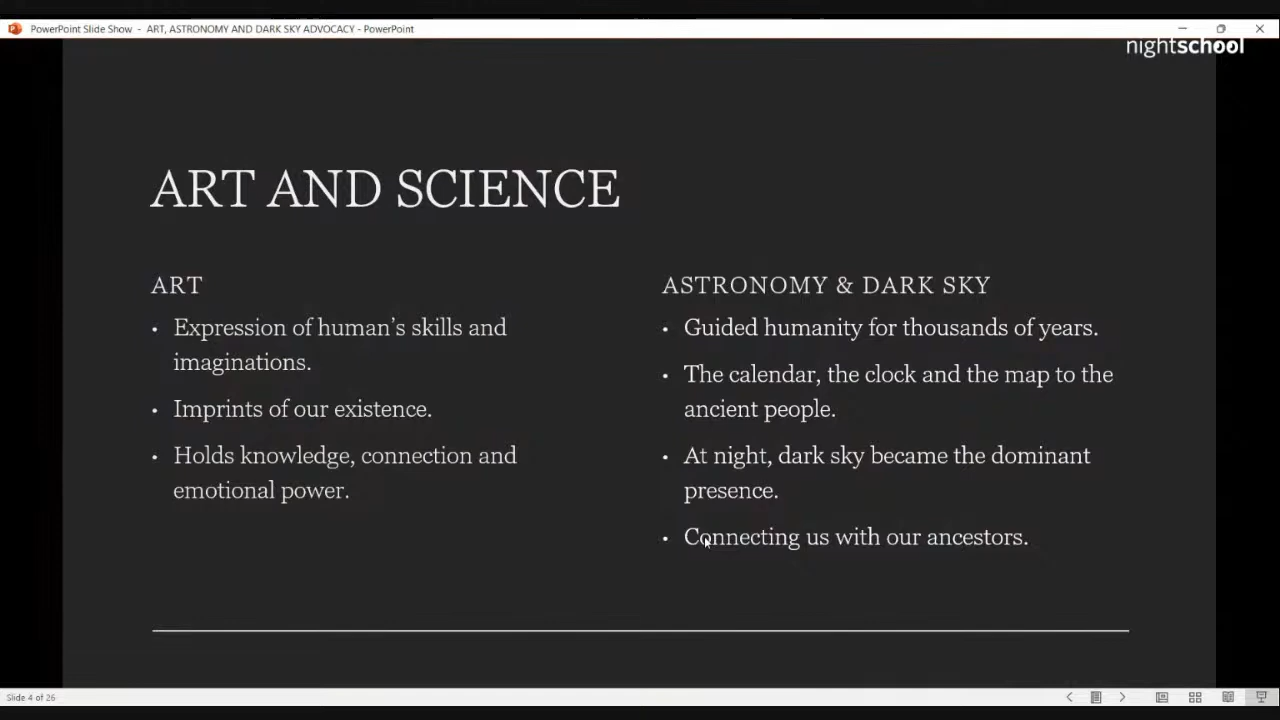 PowerPoint Slide Show - ART, ASTRONOMY AND DARK SKY ADVOCACY - PowerPoint
nightschool
ART AND SCIENCE
ART
• Expression of human’s skills and
imaginations.
• Imprints of our existence.
• Holds knowledge, connection and
emotional power.
ASTRONOMY & DARK SKY
• Guided humanity for thousands of years.
• The calendar, the clock and the map to the
ancient people.
• At night, dark sky became the dominant
presence.
• Connecting us with our ancestors.
Slide 4 of 26